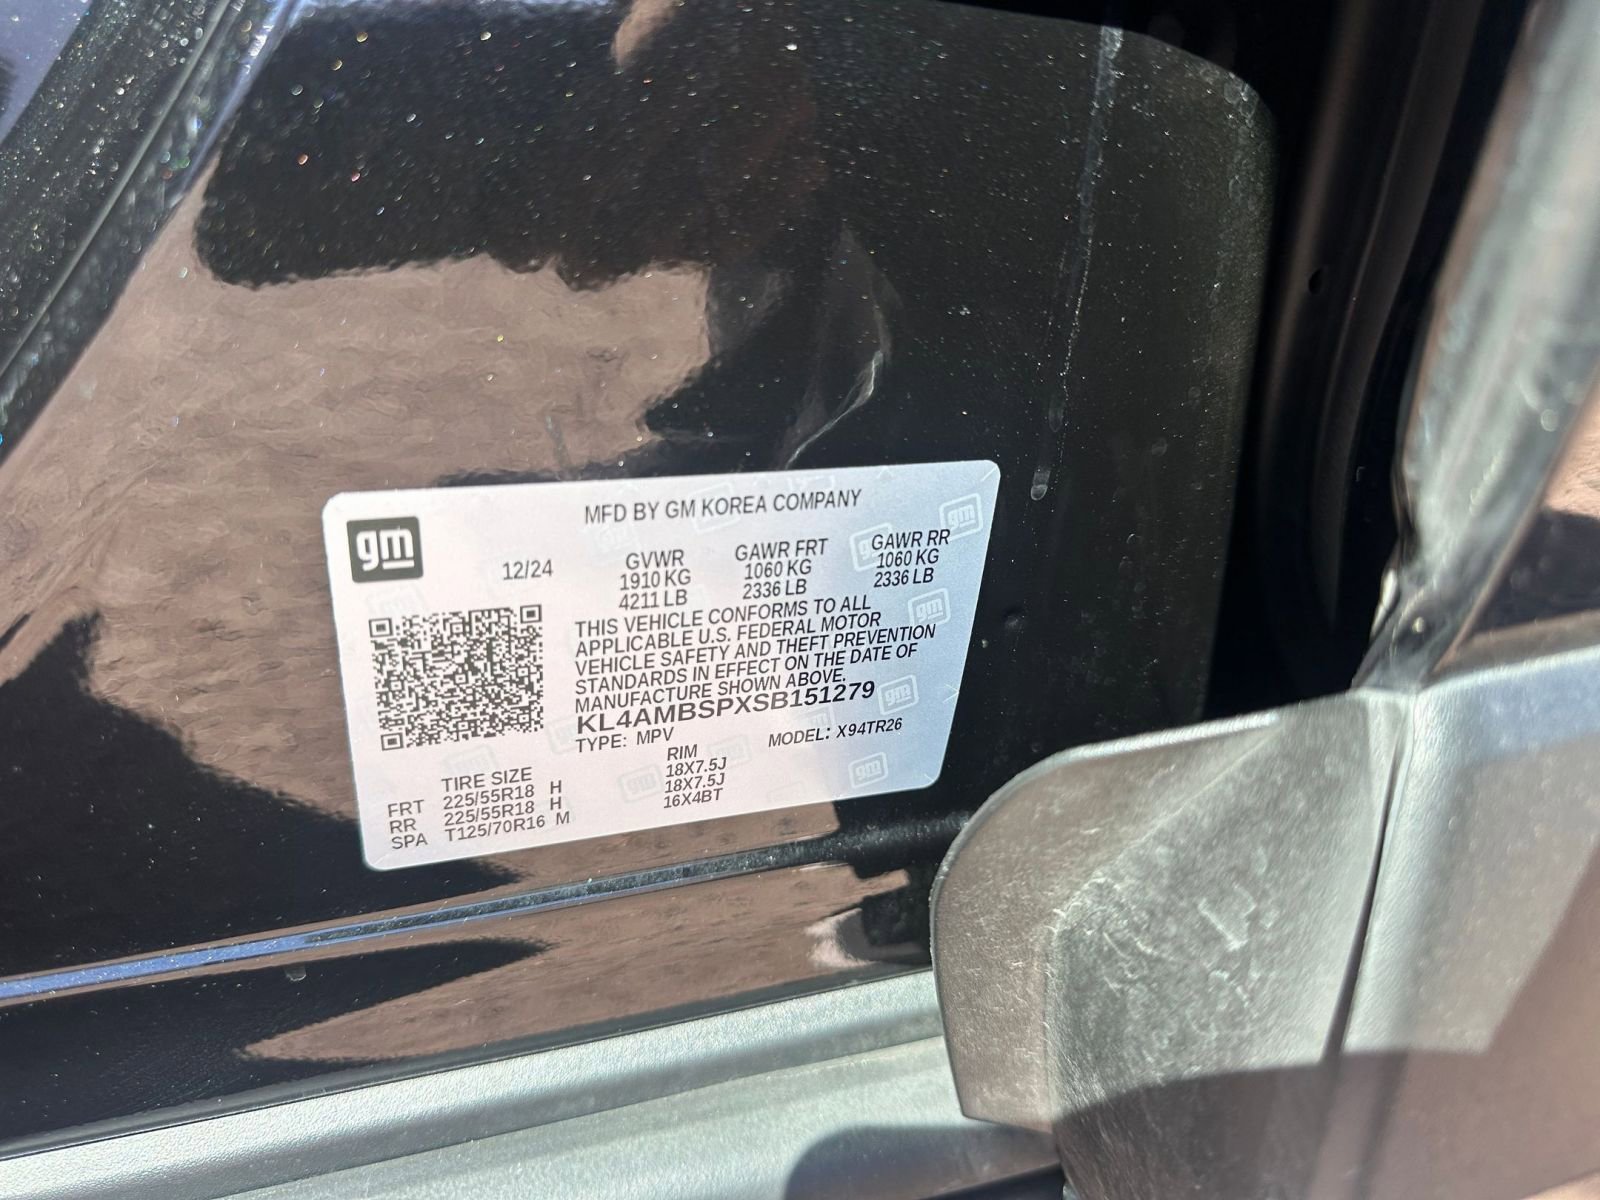 MFD BY GM KOREA COMPANY
gm
12/24
GVWR GAWR FRT GAWR RR
1910 KG 1060 KG 1060 KG
4211 LB 2336 LB 2336 LB
THIS VEHICLE CONFORMS TO ALL
APPLICABLE U.S. FEDERAL MOTOR
VEHICLE SAFETY AND THEFT PREVENTION
STANDARDS IN EFFECT ON THE DATE OF
MANUFACTURE SHOWN ABOVE.
KL4AMBSPXSB151279
TYPE: MPV MODEL: X94TR26
TIRE SIZE RIM
FRT 225/55R18 H 18X7.5J
RR 225/55R18 H 18X7.5J
SPA T125/70R16 M 16X4BT